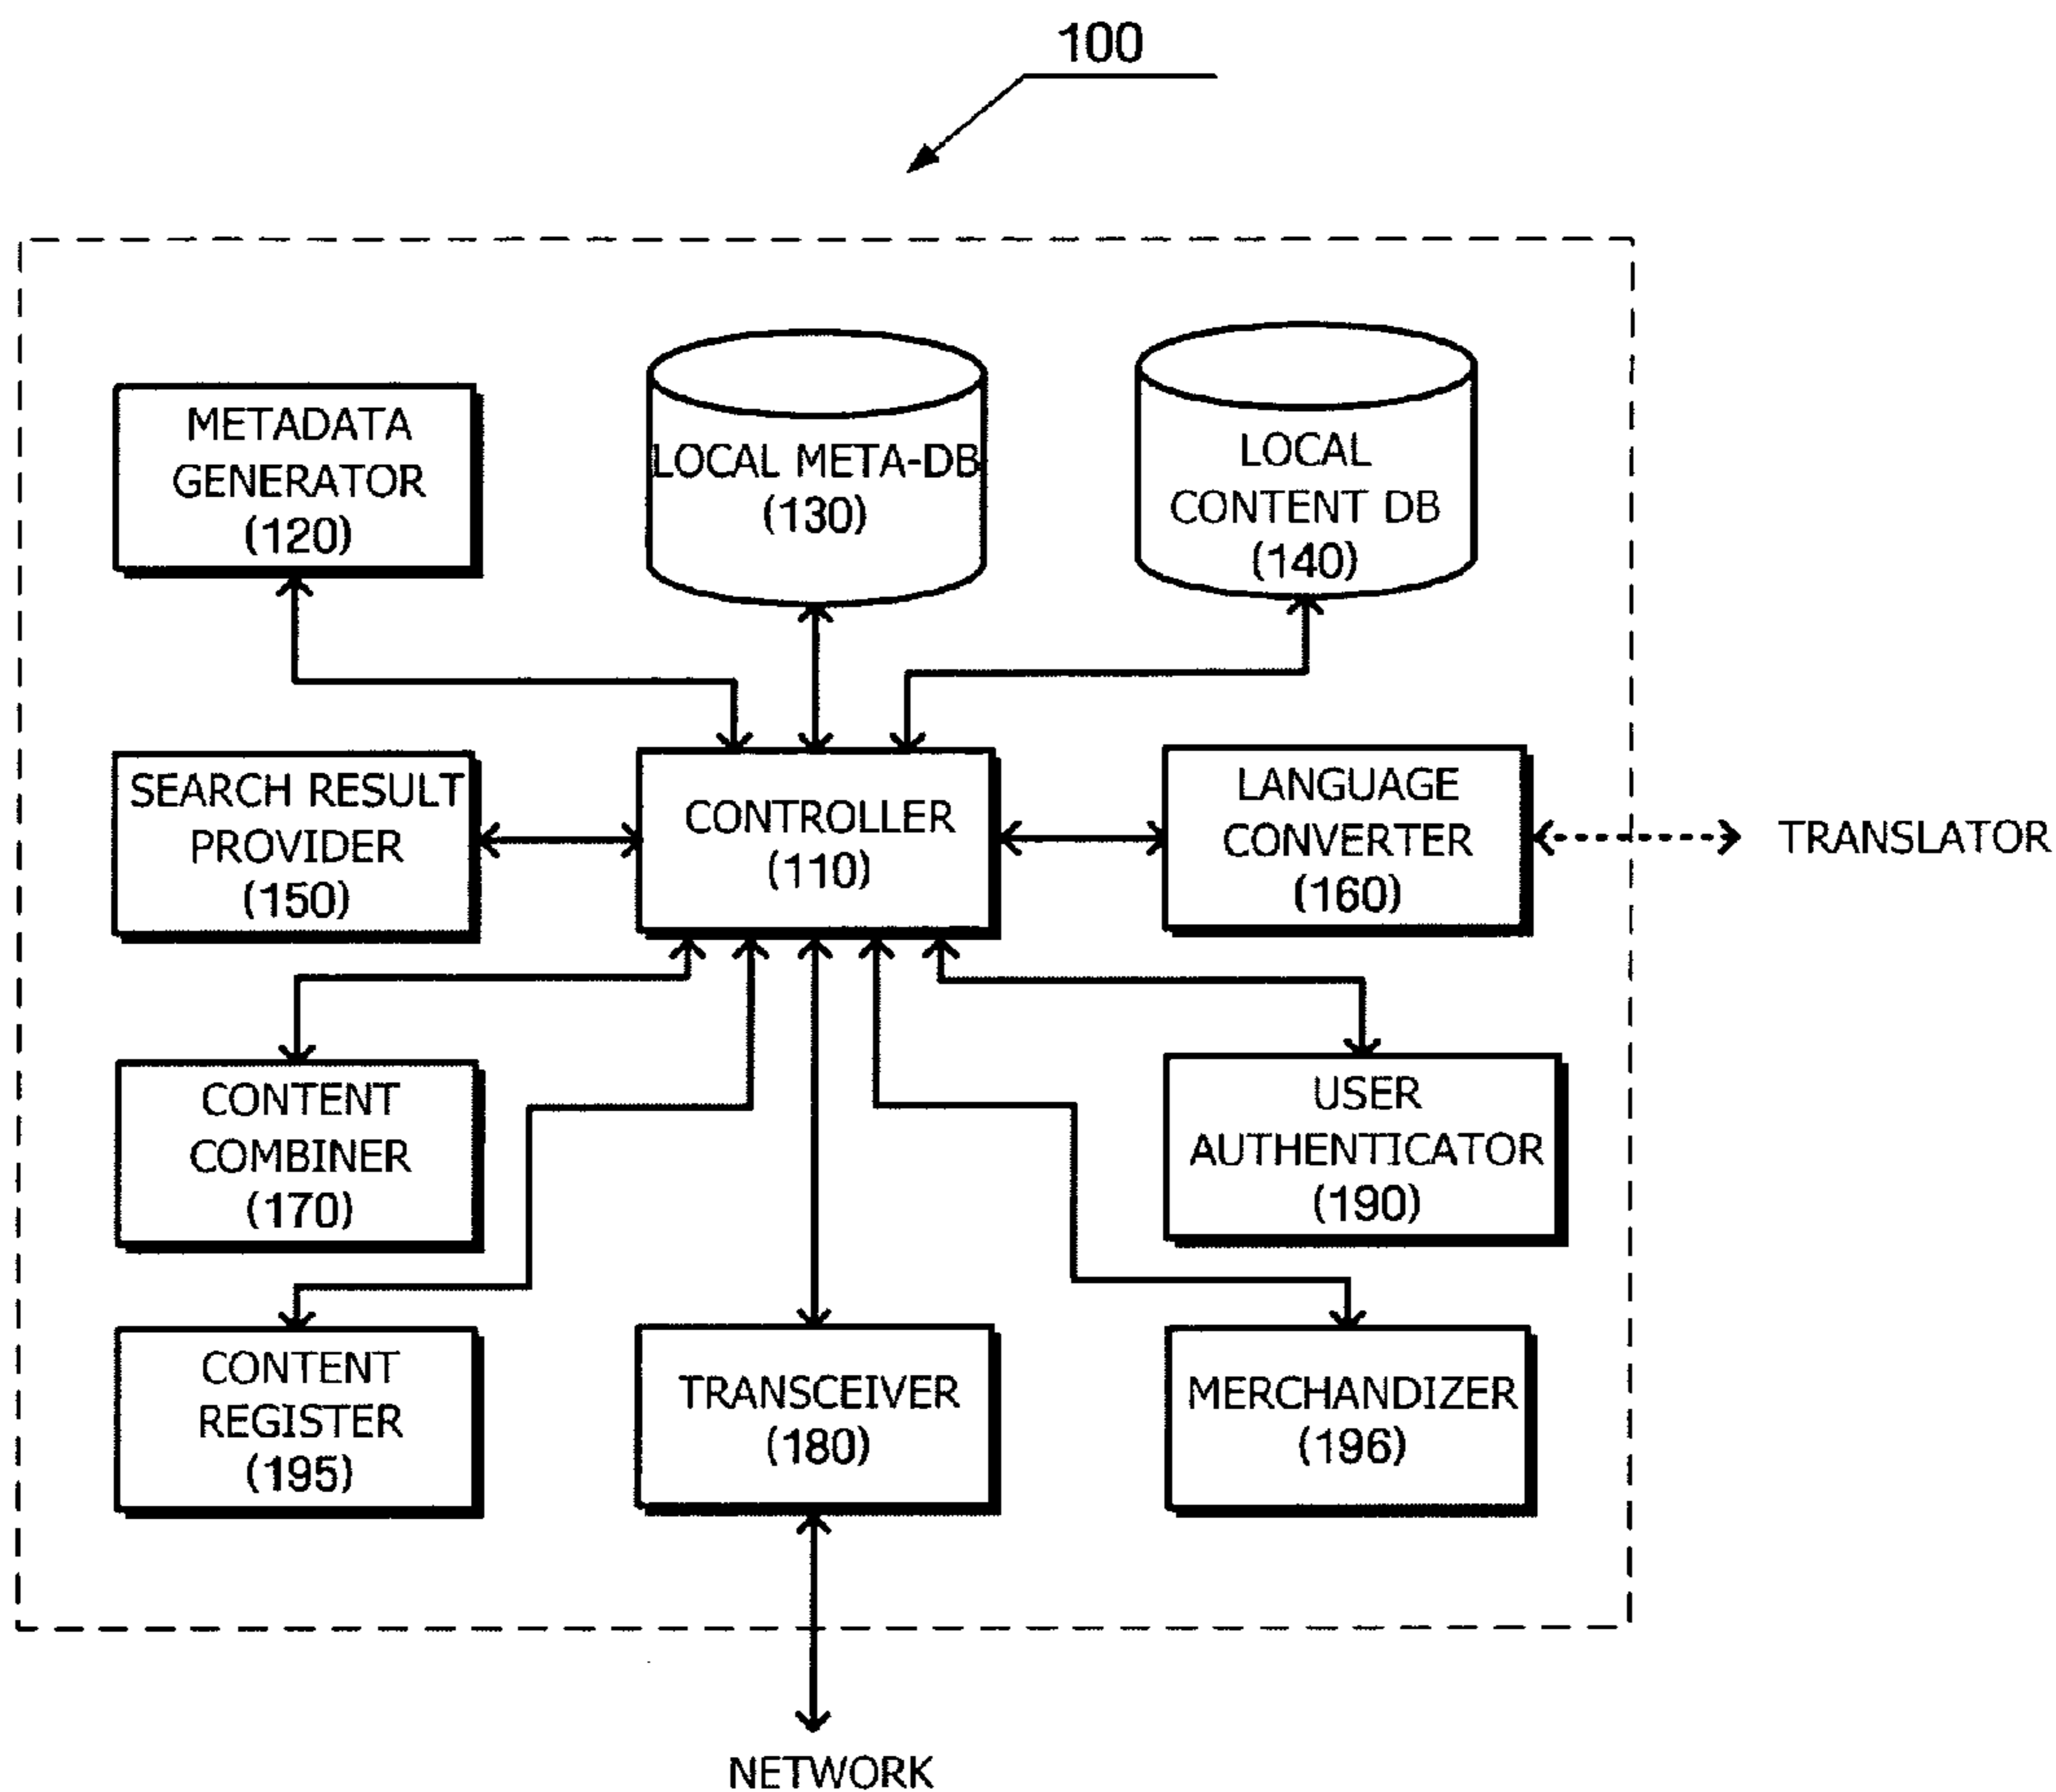 100
METADATA
GENERATOR
(120)
LOCAL META-DB
(130)
LOCAL
CONTENT DB
(140)
SEARCH RESULT
PROVIDER
(150)
CONTROLLER
(110)
LANGUAGE
CONVERTER
(160)
TRANSLATOR
CONTENT
COMBINER
(170)
USER
AUTHENTICATOR
(190)
CONTENT
REGISTER
(195)
TRANSCEIVER
(180)
MERCHANDIZER
(196)
NETWORK